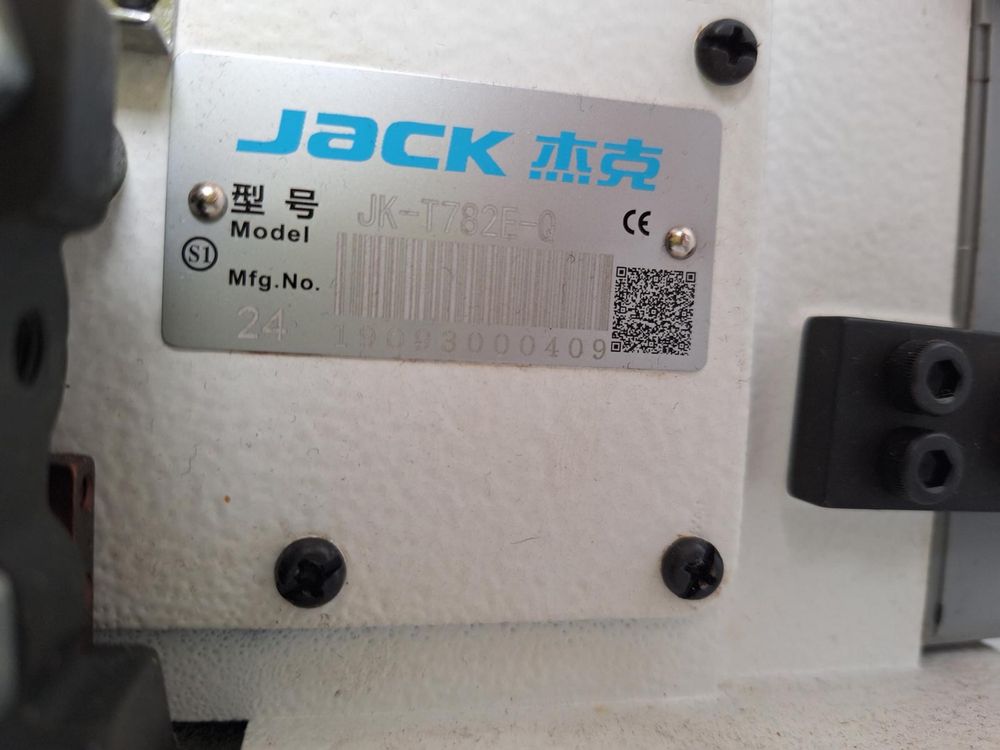 JACK 杰克
型号 JK-T782E-Q
Model
CE
S1
Mfg.No.
24
19093000409